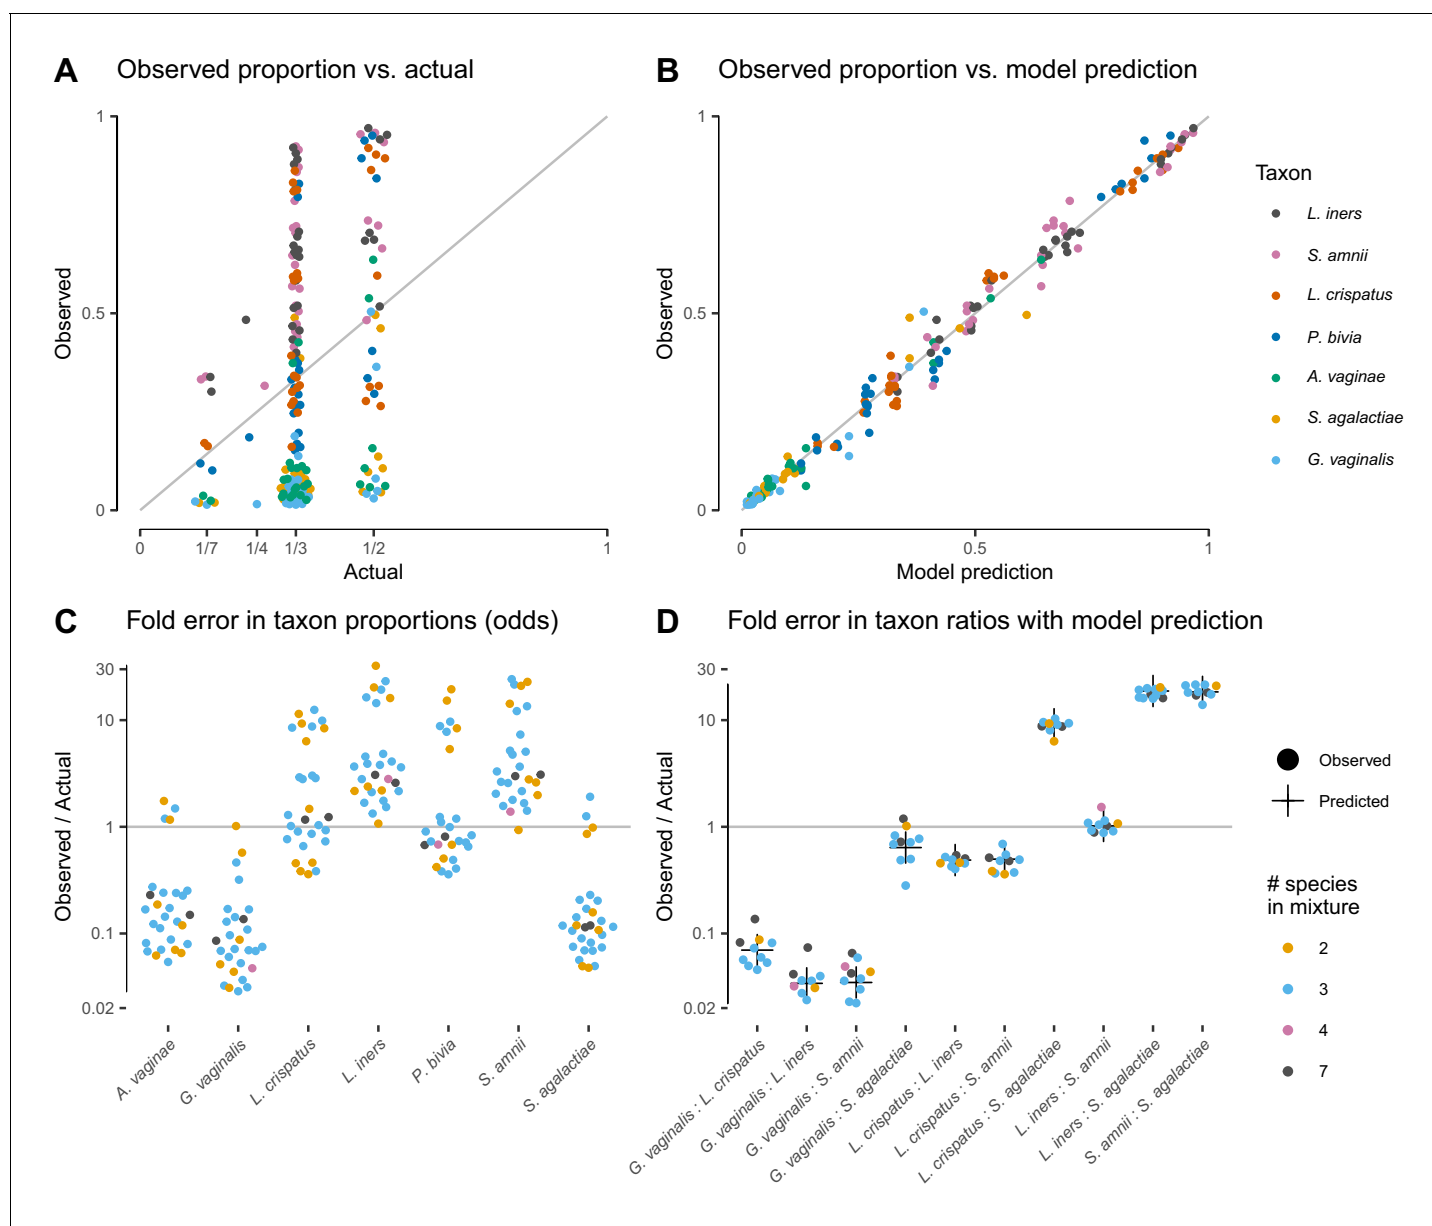 A Observed proportion vs. actual
1
0.5
0
Observed
0 1/7 1/4 1/3 1/2 1
Actual
B Observed proportion vs. model prediction
1
0.5
0
Observed
0 0.5 1
Model prediction
Taxon
L. iners
S. amnii
L. crispatus
P. bivia
A. vaginae
S. agalactiae
G. vaginalis
C Fold error in taxon proportions (odds)
30
10
1
0.1
0.02
Observed / Actual
A. vaginae
G. vaginalis
L. crispatus
L. iners
P. bivia
S. amnii
S. agalactiae
D Fold error in taxon ratios with model prediction
30
10
1
0.1
0.02
Observed / Actual
G. vaginalis : L. crispatus
G. vaginalis : L. iners
G. vaginalis : S. amnii
G. vaginalis : S. agalactiae
L. crispatus : L. iners
L. crispatus : S. amnii
L. crispatus : S. agalactiae
L. iners : S. amnii
L. iners : S. agalactiae
S. amnii : S. agalactiae
Observed
Predicted
# species
in mixture
2
3
4
7